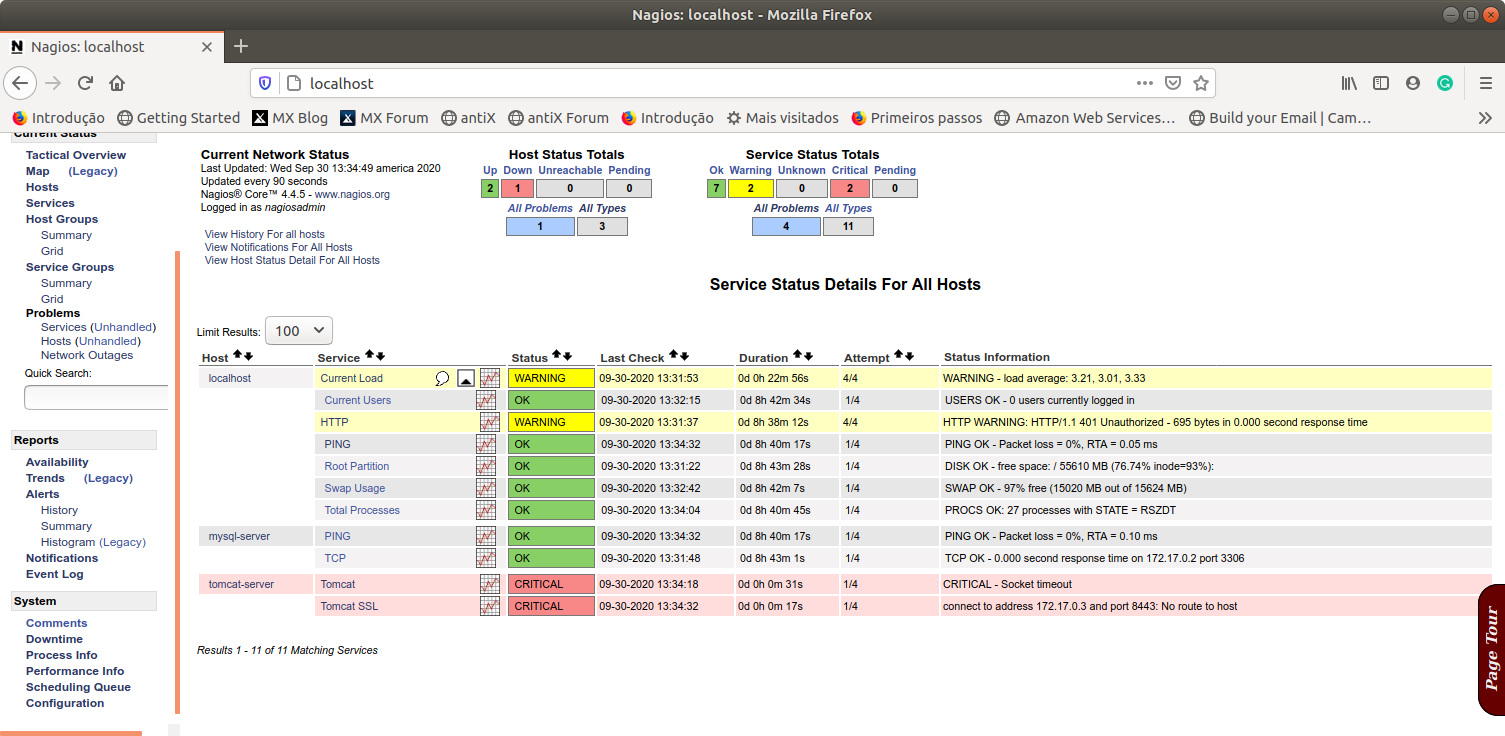 Nagios: localhost - Mozilla Firefox
Nagios: localhost
localhost
Introdução Getting Started MX Blog MX Forum antiX antiX Forum Introdução Mais visitados Primeiros passos Amazon Web Services… Build your Email | Cam…
Current Status
Tactical Overview
Map (Legacy)
Hosts
Services
Host Groups
Summary
Grid
Service Groups
Summary
Grid
Problems
Services (Unhandled)
Hosts (Unhandled)
Network Outages
Quick Search:
Reports
Availability
Trends (Legacy)
Alerts
History
Summary
Histogram (Legacy)
Notifications
Event Log
System
Comments
Downtime
Process Info
Performance Info
Scheduling Queue
Configuration
Current Network Status
Last Updated: Wed Sep 30 13:34:49 america 2020
Updated every 90 seconds
Nagios® Core™ 4.4.5 - www.nagios.org
Logged in as nagiosadmin
View History For all hosts
View Notifications For All Hosts
View Host Status Detail For All Hosts
Host Status Totals
Up Down Unreachable Pending
2 1 0 0
All Problems All Types
1 3
Service Status Totals
Ok Warning Unknown Critical Pending
7 2 0 2 0
All Problems All Types
4 11
Service Status Details For All Hosts
Limit Results: 100
Host Service Status Last Check Duration Attempt Status Information
localhost Current Load WARNING 09-30-2020 13:31:53 0d 0h 22m 56s 4/4 WARNING - load average: 3.21, 3.01, 3.33
Current Users OK 09-30-2020 13:32:15 0d 8h 42m 34s 1/4 USERS OK - 0 users currently logged in
HTTP WARNING 09-30-2020 13:31:37 0d 8h 38m 12s 4/4 HTTP WARNING: HTTP/1.1 401 Unauthorized - 695 bytes in 0.000 second response time
PING OK 09-30-2020 13:34:32 0d 8h 40m 17s 1/4 PING OK - Packet loss = 0%, RTA = 0.05 ms
Root Partition OK 09-30-2020 13:31:22 0d 8h 43m 28s 1/4 DISK OK - free space: / 55610 MB (76.74% inode=93%):
Swap Usage OK 09-30-2020 13:32:42 0d 8h 42m 7s 1/4 SWAP OK - 97% free (15020 MB out of 15624 MB)
Total Processes OK 09-30-2020 13:34:04 0d 8h 40m 45s 1/4 PROCS OK: 27 processes with STATE = RSZDT
mysql-server PING OK 09-30-2020 13:34:32 0d 8h 40m 17s 1/4 PING OK - Packet loss = 0%, RTA = 0.10 ms
TCP OK 09-30-2020 13:31:48 0d 8h 43m 1s 1/4 TCP OK - 0.000 second response time on 172.17.0.2 port 3306
tomcat-server Tomcat CRITICAL 09-30-2020 13:34:18 0d 0h 0m 31s 1/4 CRITICAL - Socket timeout
Tomcat SSL CRITICAL 09-30-2020 13:34:32 0d 0h 0m 17s 1/4 connect to address 172.17.0.3 and port 8443: No route to host
Results 1 - 11 of 11 Matching Services
Page Tour